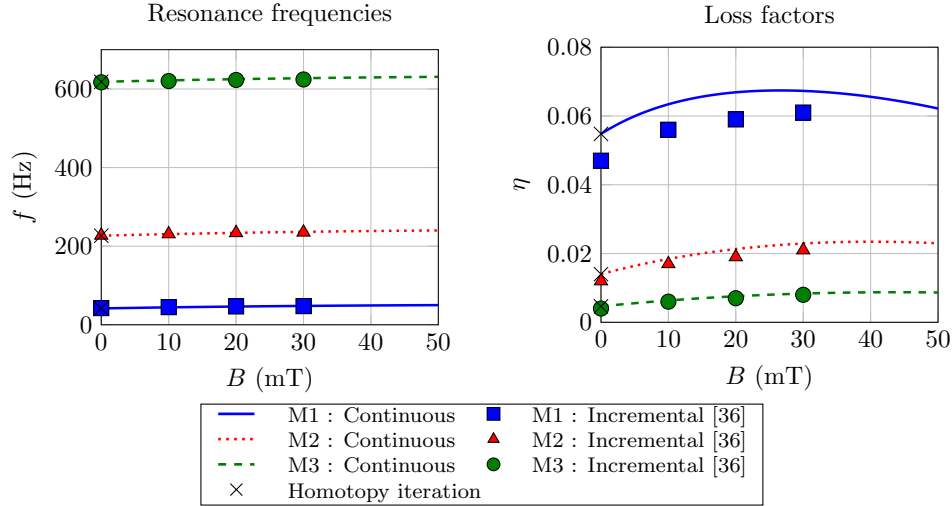 Resonance frequencies
Loss factors
600
400
200
0
f (Hz)
0 10 20 30 40 50
B (mT)
0.08
0.06
0.04
0.02
0
η
0 10 20 30 40 50
B (mT)
M1 : Continuous M1 : Incremental [36]
M2 : Continuous M2 : Incremental [36]
M3 : Continuous M3 : Incremental [36]
Homotopy iteration